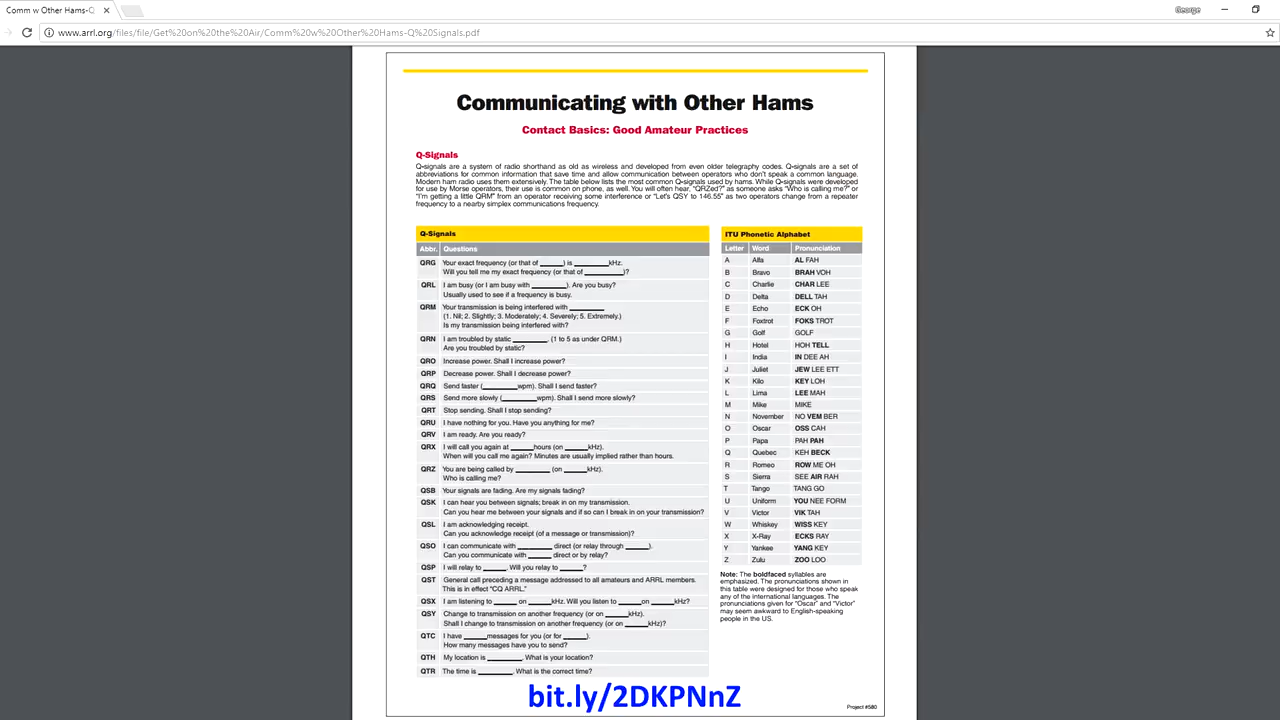 Comm w Other Hams-Q
George
www.arrl.org/files/file/Get%20on%20the%20Air/Comm%20w%20Other%20Hams-Q%20Signals.pdf
Communicating with Other Hams
Contact Basics: Good Amateur Practices
Q-Signals
Q-signals are a system of radio shorthand as old as wireless and developed from even older telegraphy codes. Q-signals are a set of
abbreviations for common information that save time and allow communication between operators who don't speak a common language.
Modern ham radio uses them extensively. The table below lists the most common Q-signals used by hams. While Q-signals were developed
for use by Morse operators, their use is common on phone, as well. You will often hear, "QRZed?" as someone asks "Who is calling me?" or
"I'm getting a little QRM" from an operator receiving some interference or "Let's QSY to 146.55" as two operators change from a repeater
frequency to a nearby simplex communications frequency.
Q-Signals
Abbr. Questions
QRG Your exact frequency (or that of ______) is _________kHz.
Will you tell me my exact frequency (or that of __________)?
QRL I am busy (or I am busy with _________). Are you busy?
Usually used to see if a frequency is busy.
QRM Your transmission is being interfered with _________
(1. Nil; 2. Slightly; 3. Moderately; 4. Severely; 5. Extremely.)
Is my transmission being interfered with?
QRN I am troubled by static _________. (1 to 5 as under QRM.)
Are you troubled by static?
QRO Increase power. Shall I increase power?
QRP Decrease power. Shall I decrease power?
QRQ Send faster (_________wpm). Shall I send faster?
QRS Send more slowly (_________wpm). Shall I send more slowly?
QRT Stop sending. Shall I stop sending?
QRU I have nothing for you. Have you anything for me?
QRV I am ready. Are you ready?
QRX I will call you again at ______hours (on ______kHz).
When will you call me again? Minutes are usually implied rather than hours.
QRZ You are being called by _________ (on ______kHz).
Who is calling me?
QSB Your signals are fading. Are my signals fading?
QSK I can hear you between signals; break in on my transmission.
Can you hear me between your signals and if so can I break in on your transmission?
QSL I am acknowledging receipt.
Can you acknowledge receipt (of a message or transmission)?
QSO I can communicate with _________ direct (or relay through ______).
Can you communicate with ______ direct or by relay?
QSP I will relay to ______. Will you relay to ______?
QST General call preceding a message addressed to all amateurs and ARRL members.
This is in effect "CQ ARRL."
QSX I am listening to ______ on ______kHz. Will you listen to ______on ______kHz?
QSY Change to transmission on another frequency (or on ______kHz).
Shall I change to transmission on another frequency (or on ______kHz)?
QTC I have ______messages for you (or for ______).
How many messages have you to send?
QTH My location is _________. What is your location?
QTR The time is _________. What is the correct time?
ITU Phonetic Alphabet
Letter Word Pronunciation
A Alfa AL FAH
B Bravo BRAH VOH
C Charlie CHAR LEE
D Delta DELL TAH
E Echo ECK OH
F Foxtrot FOKS TROT
G Golf GOLF
H Hotel HOH TELL
I India IN DEE AH
J Juliet JEW LEE ETT
K Kilo KEY LOH
L Lima LEE MAH
M Mike MIKE
N November NO VEM BER
O Oscar OSS CAH
P Papa PAH PAH
Q Quebec KEH BECK
R Romeo ROW ME OH
S Sierra SEE AIR RAH
T Tango TANG GO
U Uniform YOU NEE FORM
V Victor VIK TAH
W Whiskey WISS KEY
X X-Ray ECKS RAY
Y Yankee YANG KEY
Z Zulu ZOO LOO
Note: The boldfaced syllables are
emphasized. The pronunciations shown in
this table were designed for those who speak
any of the international languages. The
pronunciations given for "Oscar" and "Victor"
may seem awkward to English-speaking
people in the US.
bit.ly/2DKPNnZ
Project #580